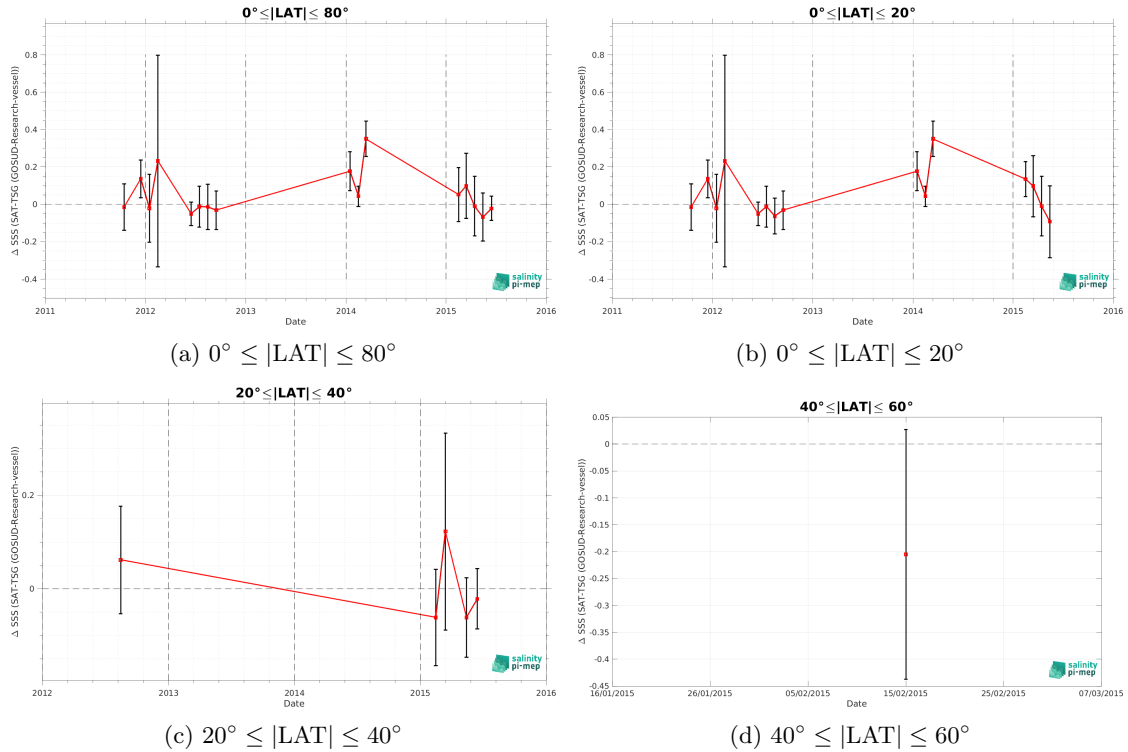 0°≤|LAT|≤ 80°
Δ SSS (SAT-TSG (GOSUD-Research-vessel))
0.8
0.6
0.4
0.2
0
-0.2
-0.4
2011
2012
2013
2014
2015
2016
Date
salinity
pi-mep
(a) 0° ≤ |LAT| ≤ 80°
0°≤|LAT|≤ 20°
Δ SSS (SAT-TSG (GOSUD-Research-vessel))
0.8
0.6
0.4
0.2
0
-0.2
-0.4
2011
2012
2013
2014
2015
2016
Date
salinity
pi-mep
(b) 0° ≤ |LAT| ≤ 20°
20°≤|LAT|≤ 40°
Δ SSS (SAT-TSG (GOSUD-Research-vessel))
0.2
0
2012
2013
2014
2015
2016
Date
salinity
pi-mep
(c) 20° ≤ |LAT| ≤ 40°
40°≤|LAT|≤ 60°
Δ SSS (SAT-TSG (GOSUD-Research-vessel))
0.05
0
-0.05
-0.1
-0.15
-0.2
-0.25
-0.3
-0.35
-0.4
-0.45
16/01/2015
26/01/2015
05/02/2015
15/02/2015
25/02/2015
07/03/2015
Date
salinity
pi-mep
(d) 40° ≤ |LAT| ≤ 60°